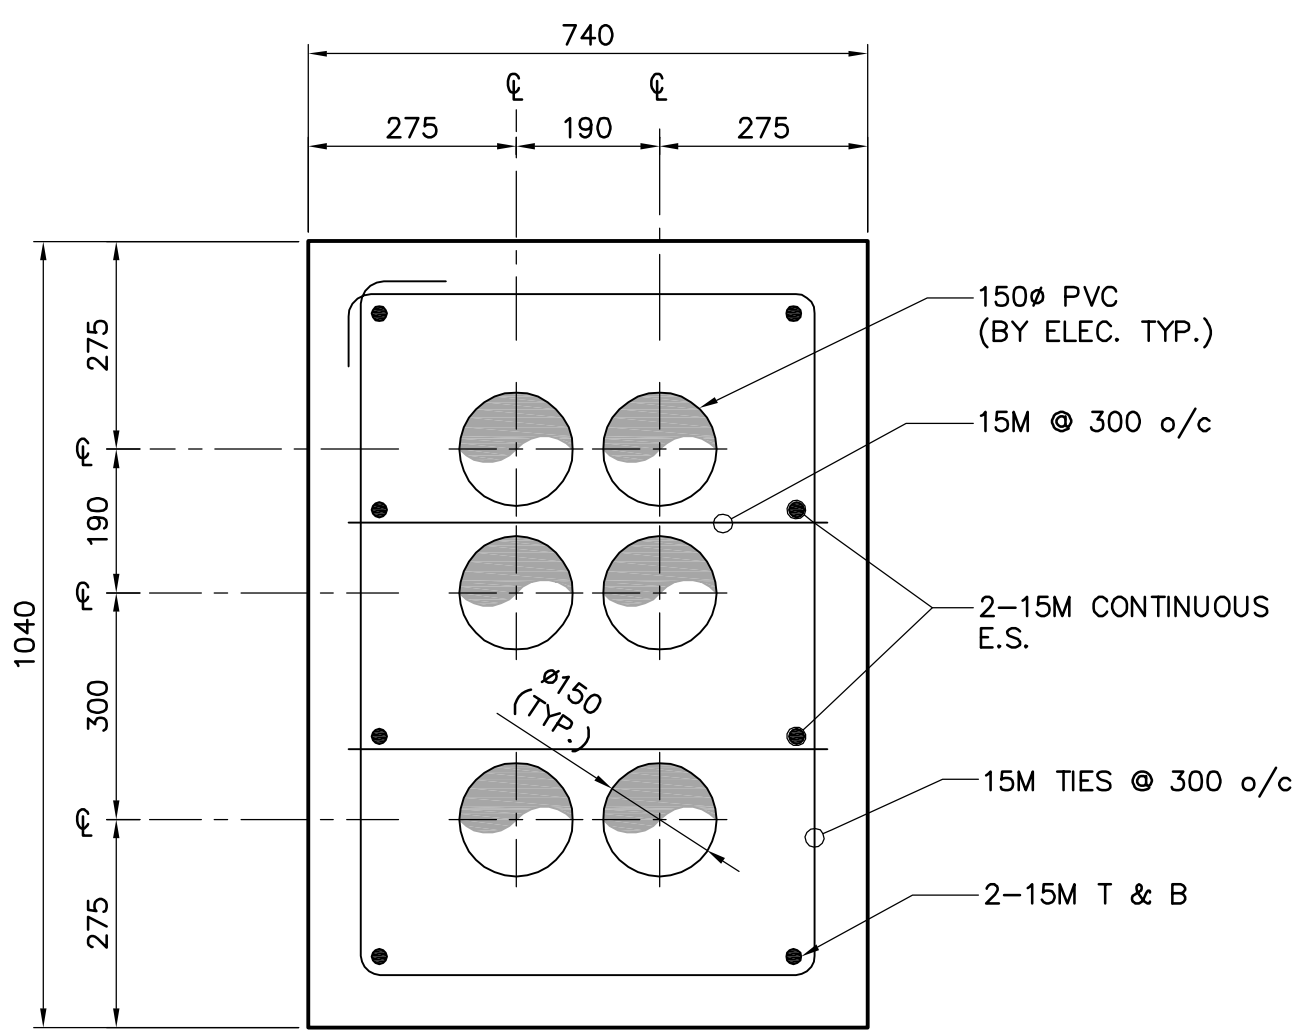 740
℄ ℄
275 190 275
275
℄
190
℄
1040
300
℄
275
150ø PVC
(BY ELEC. TYP.)
15M @ 300 o/c
2-15M CONTINUOUS
E.S.
ø150
(TYP.)
15M TIES @ 300 o/c
2-15M T & B